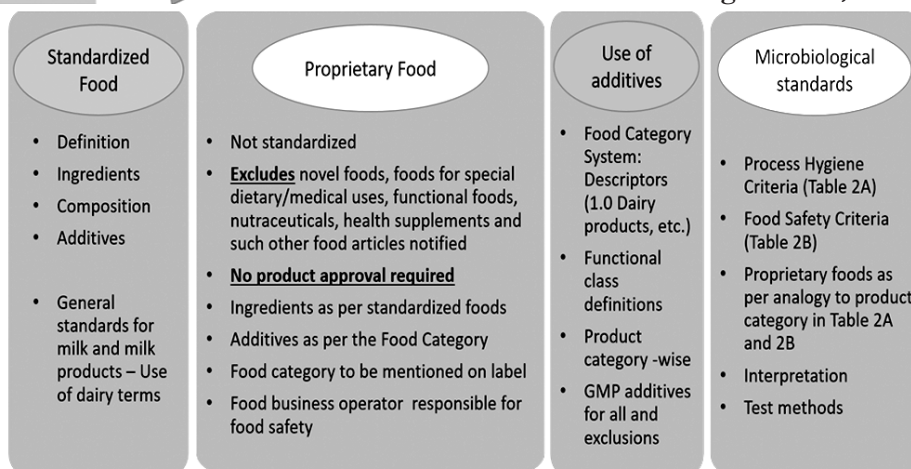 Standardized
Food
• Definition
• Ingredients
• Composition
• Additives
• General
standards for
milk and milk
products – Use
of dairy terms
Proprietary Food
• Not standardized
• Excludes novel foods, foods for special
dietary/medical uses, functional foods,
nutraceuticals, health supplements and
such other food articles notified
• No product approval required
• Ingredients as per standardized foods
• Additives as per the Food Category
• Food category to be mentioned on label
• Food business operator responsible for
food safety
Use of
additives
• Food Category
System:
Descriptors
(1.0 Dairy
products, etc.)
• Functional
class
definitions
• Product
category -wise
• GMP additives
for all and
exclusions
Microbiological
standards
• Process Hygiene
Criteria (Table 2A)
• Food Safety Criteria
(Table 2B)
• Proprietary foods as
per analogy to product
category in Table 2A
and 2B
• Interpretation
• Test methods